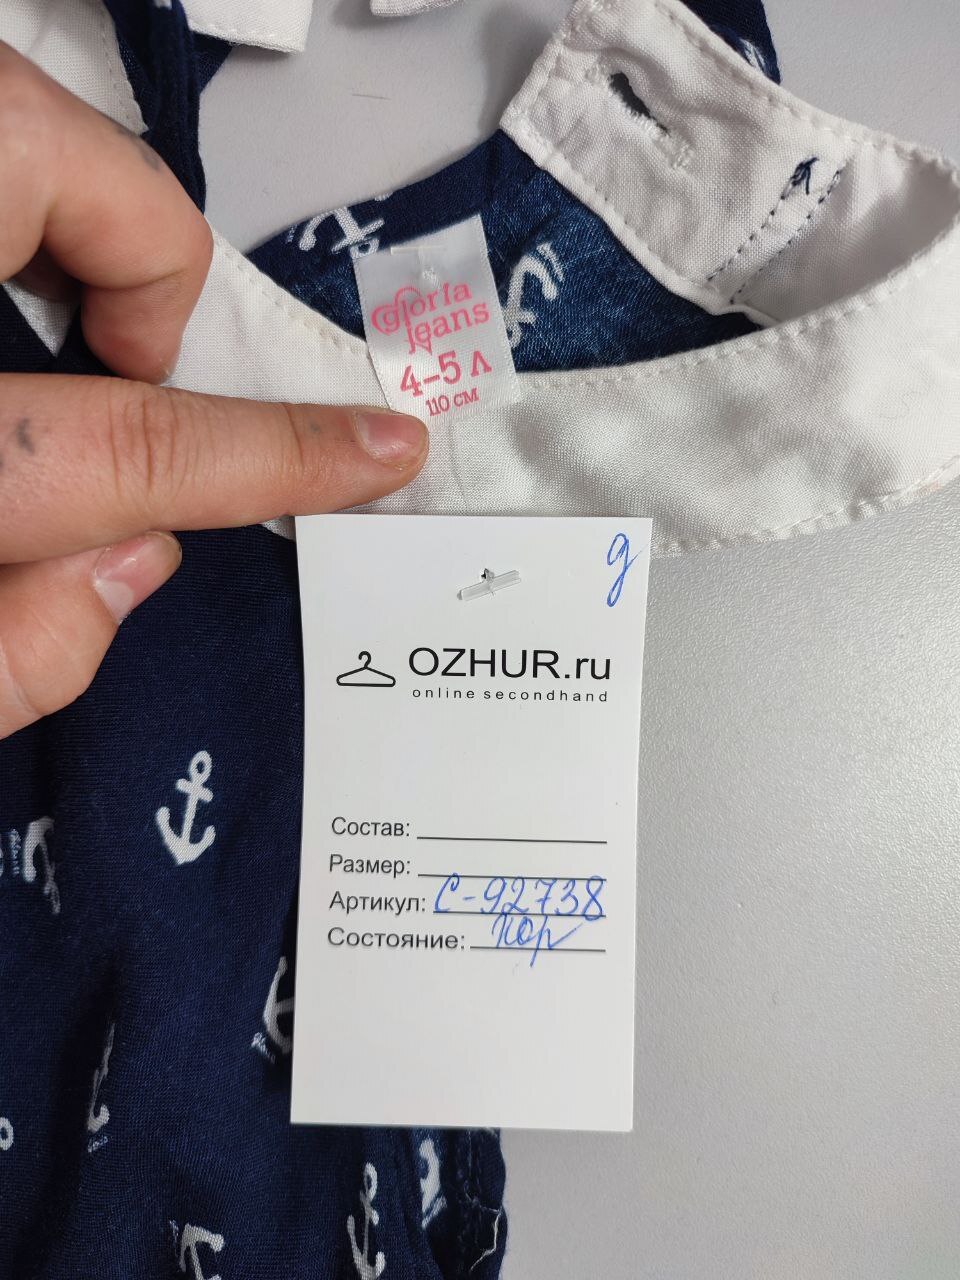 gloria
jeans
4-5 Л
110 СМ
д
OZHUR.ru
online secondhand
Состав:
Размер:
Артикул: С-92738
Состояние: хор